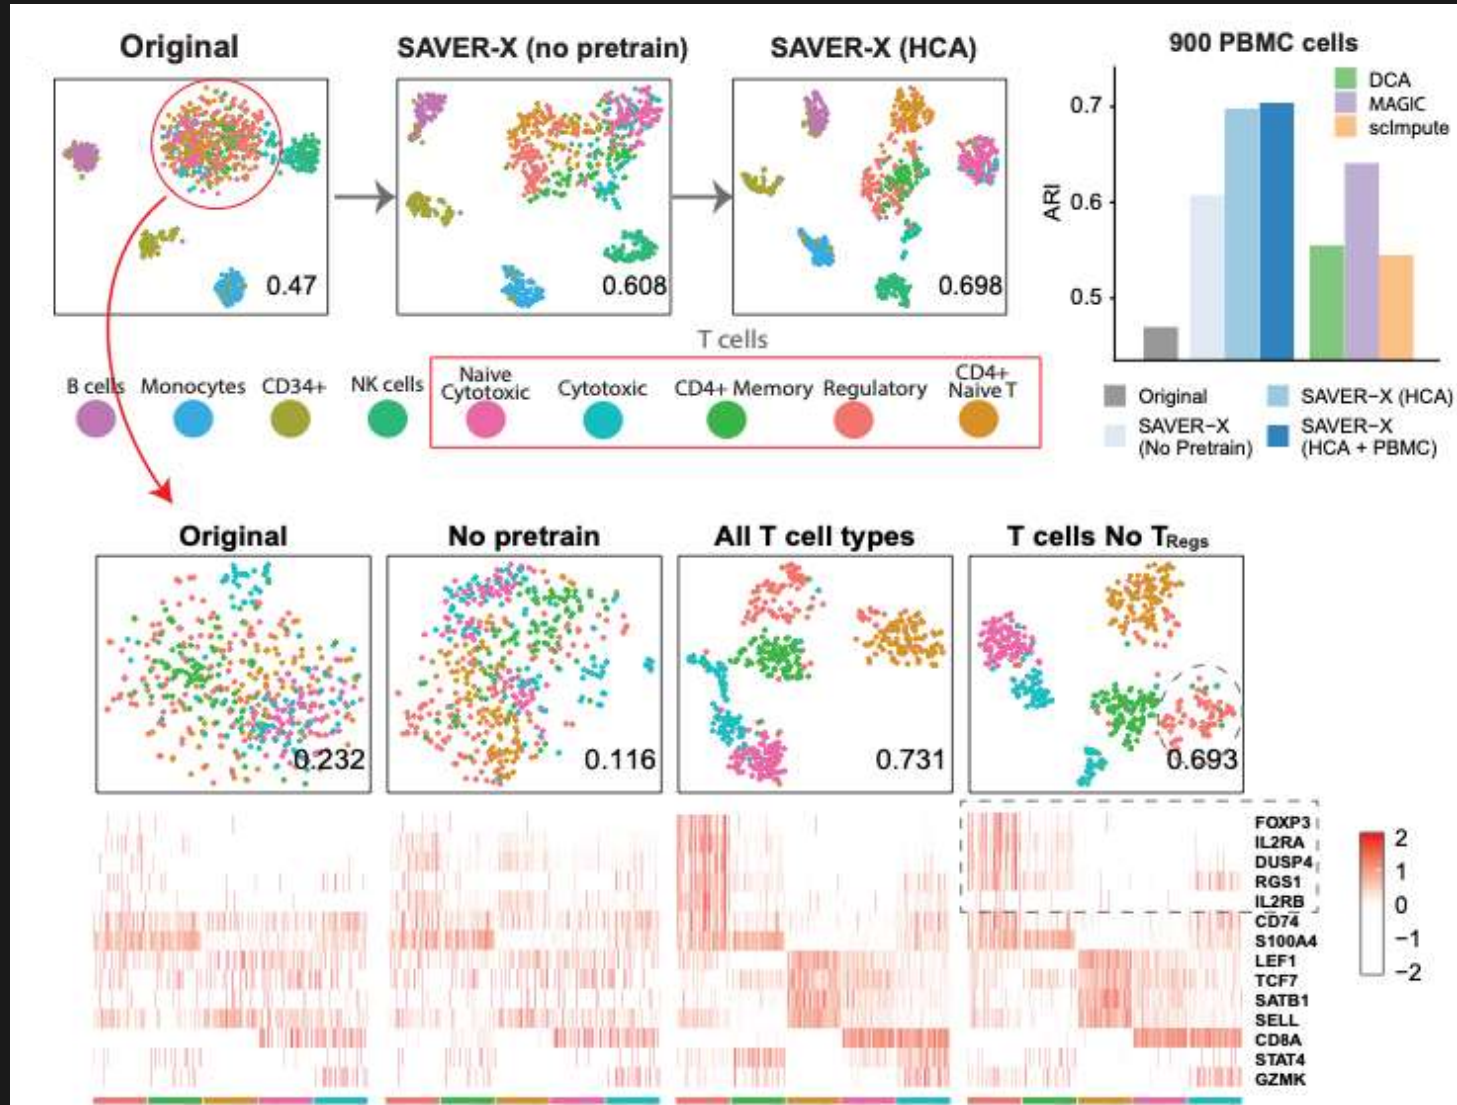 Original
SAVER-X (no pretrain)
SAVER-X (HCA)
900 PBMC cells
0.47
0.608
0.698
ARI
0.7
0.6
0.5
DCA
MAGIC
scImpute
Original
SAVER-X (No Pretrain)
SAVER-X (HCA)
SAVER-X (HCA + PBMC)
T cells
B cells
Monocytes
CD34+
NK cells
Naive Cytotoxic
Cytotoxic
CD4+ Memory
Regulatory
CD4+ Naive T
Original
No pretrain
All T cell types
T cells No TRegs
0.232
0.116
0.731
0.693
FOXP3
IL2RA
DUSP4
RGS1
IL2RB
CD74
S100A4
LEF1
TCF7
SATB1
SELL
CD8A
STAT4
GZMK
2
1
0
−1
−2